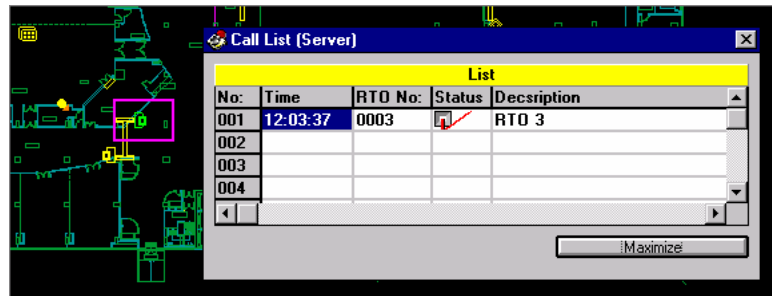 Call List (Server)
List
No: Time RTO No: Status Decsription
001 12:03:37 0003 RTO 3
002
003
004
Maximize